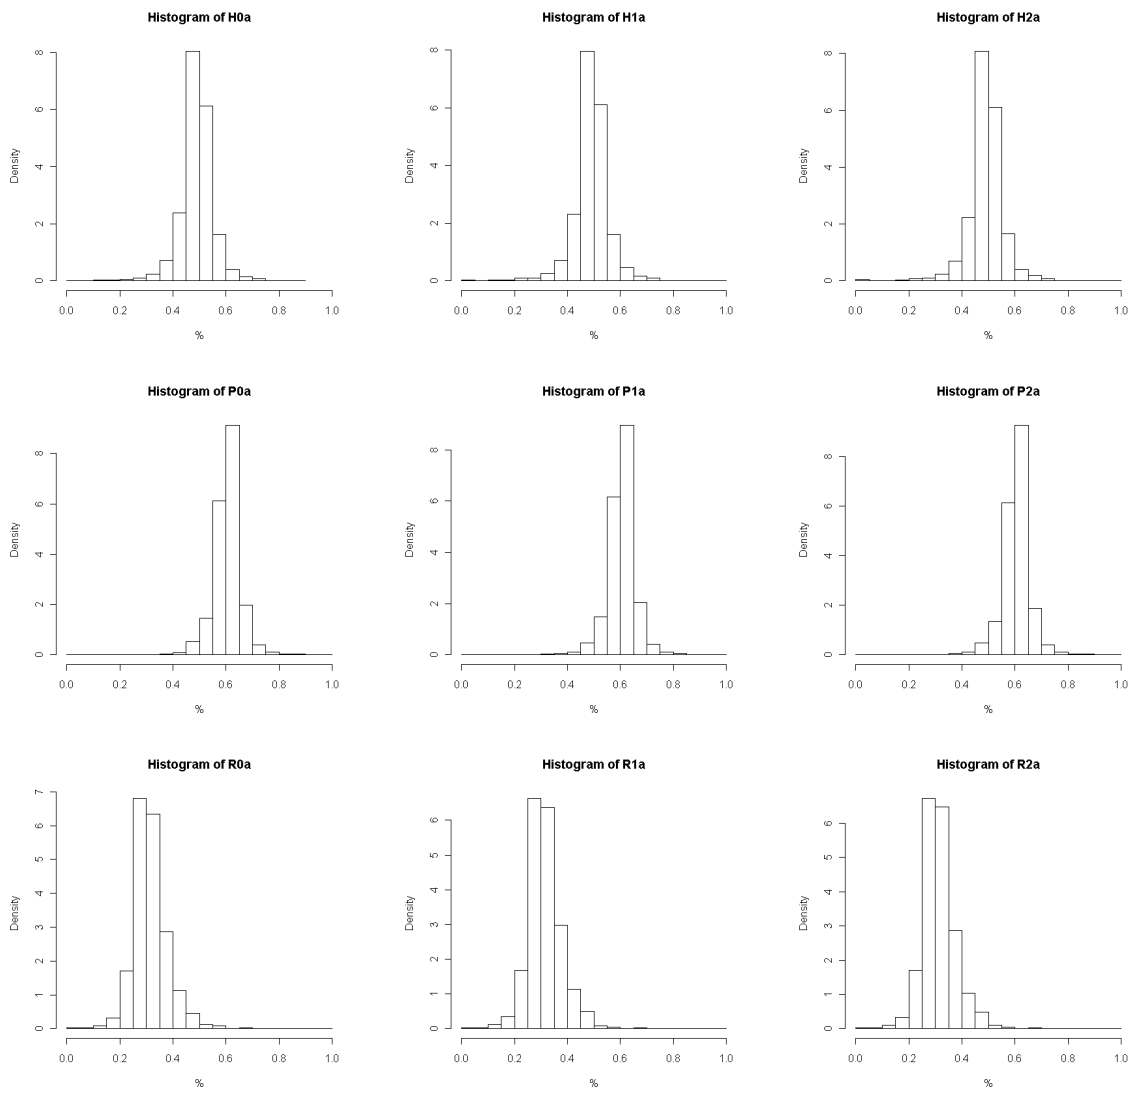 Histogram of H0a
Density
0 2 4 6 8
0.0 0.2 0.4 0.6 0.8 1.0
%
Histogram of H1a
Density
0 2 4 6 8
0.0 0.2 0.4 0.6 0.8 1.0
%
Histogram of H2a
Density
0 2 4 6 8
0.0 0.2 0.4 0.6 0.8 1.0
%
Histogram of P0a
Density
0 2 4 6 8
0.0 0.2 0.4 0.6 0.8 1.0
%
Histogram of P1a
Density
0 2 4 6 8
0.0 0.2 0.4 0.6 0.8 1.0
%
Histogram of P2a
Density
0 2 4 6 8
0.0 0.2 0.4 0.6 0.8 1.0
%
Histogram of R0a
Density
0 1 2 3 4 5 6 7
0.0 0.2 0.4 0.6 0.8 1.0
%
Histogram of R1a
Density
0 1 2 3 4 5 6
0.0 0.2 0.4 0.6 0.8 1.0
%
Histogram of R2a
Density
0 1 2 3 4 5 6
0.0 0.2 0.4 0.6 0.8 1.0
%